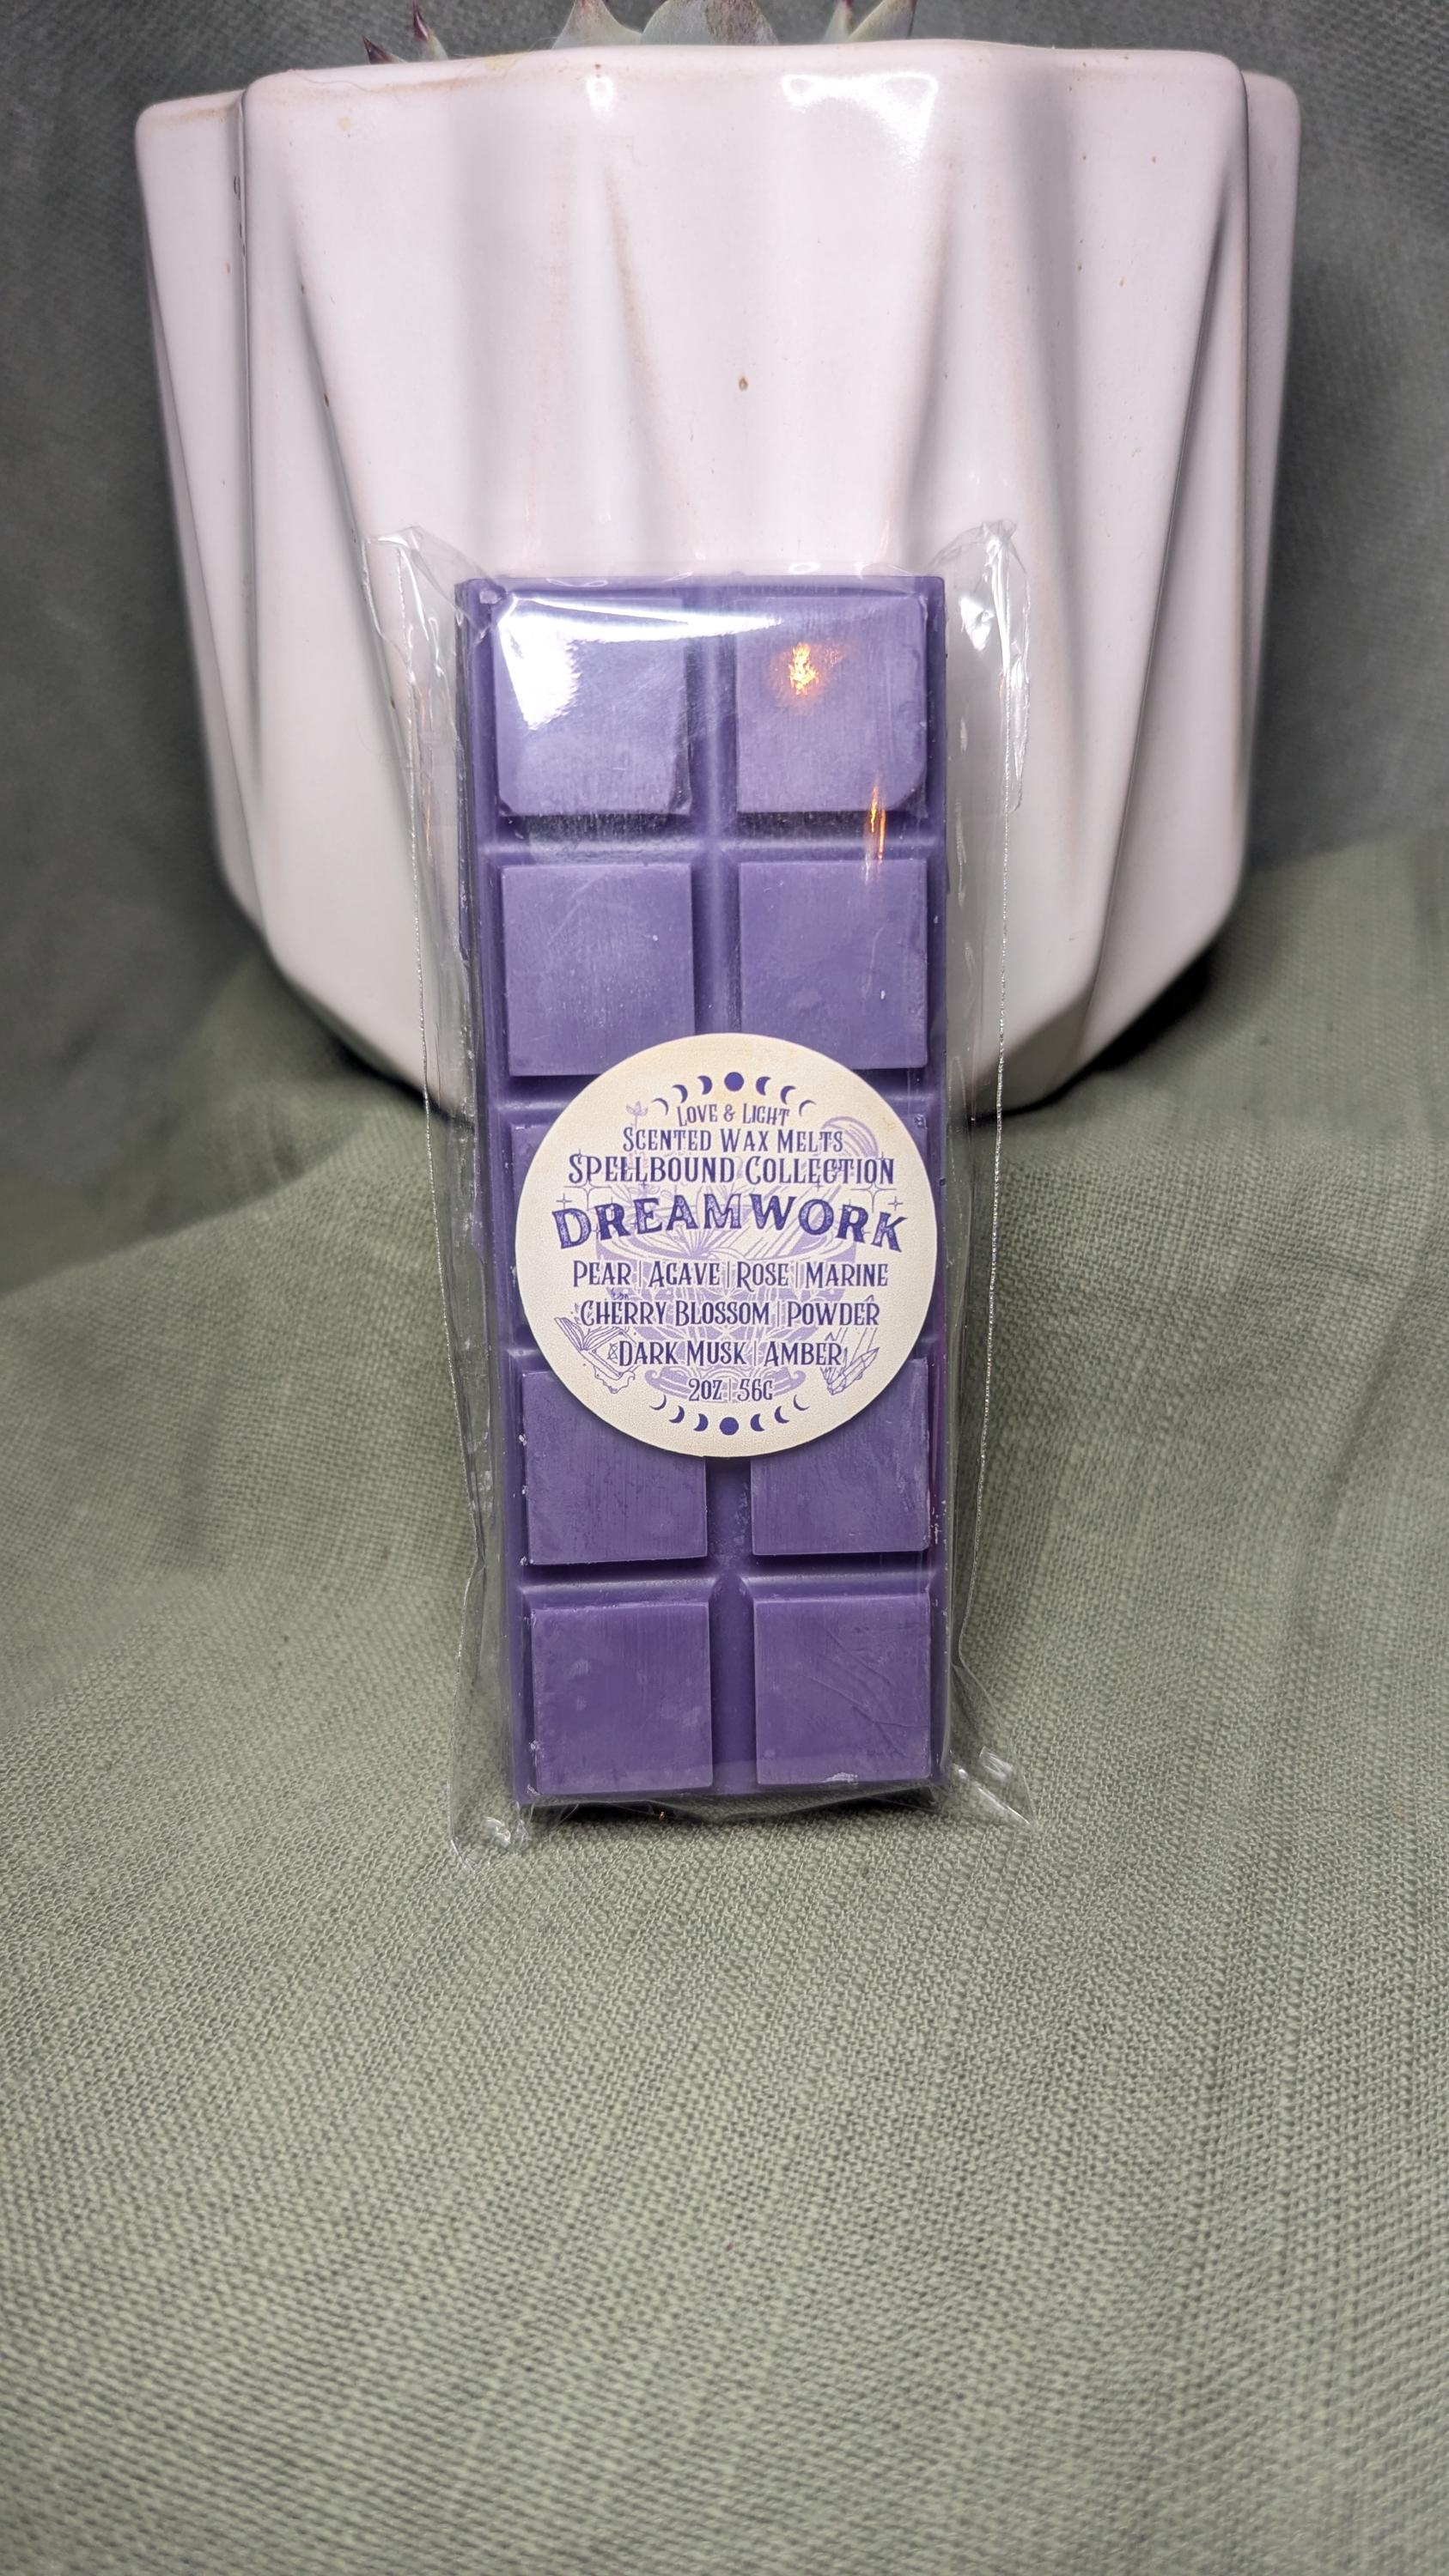 Love & Light
Scented Wax Melts
Spellbound Collection
DREAMWORK
Pear | Agave | Rose | Marine
Cherry Blossom | Powder
Dark Musk | Amber
2oz | 56g